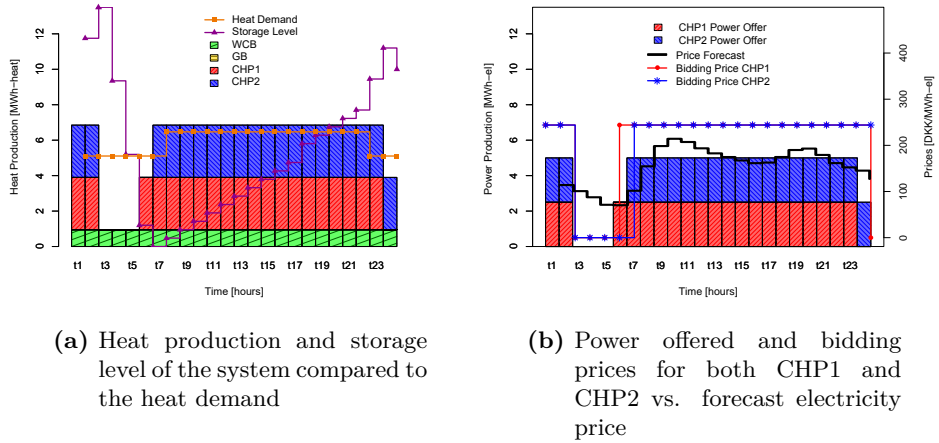 Heat Production [MWh−heat]
0
2
4
6
8
10
12
Heat Demand
Storage Level
WCB
GB
CHP1
CHP2
t1 t3 t5 t7 t9 t11 t13 t15 t17 t19 t21 t23
Time [hours]
Power Production [MWh−el]
0
2
4
6
8
10
12
CHP1 Power Offer
CHP2 Power Offer
Price Forecast
Bidding Price CHP1
Bidding Price CHP2
0
100
200
300
400
Prices [DKK/MWh−el]
t1 t3 t5 t7 t9 t11 t13 t15 t17 t19 t21 t23
Time [hours]
(a) Heat production and storage
level of the system compared to
the heat demand
(b) Power offered and bidding
prices for both CHP1 and
CHP2 vs. forecast electricity
price